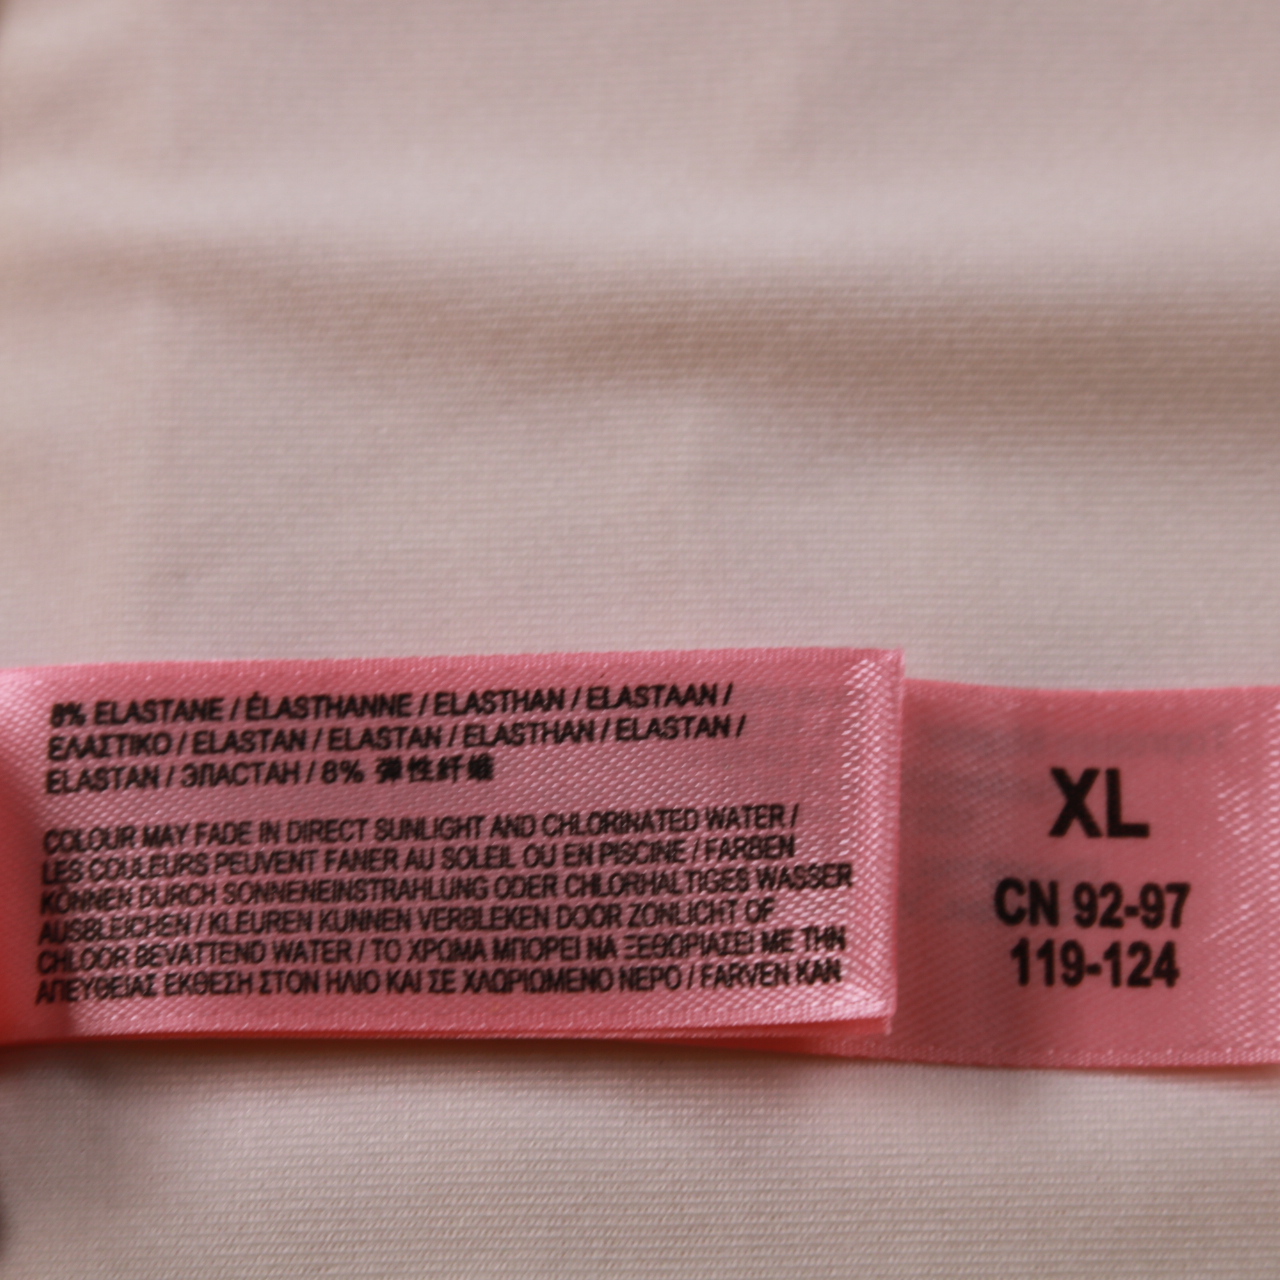 8% ELASTANE / ÉLASTHANNE / ELASTHAN / ELASTAAN /
ΕΛΑΣΤΙΚΟ / ELASTAN / ELASTAN / ELASTHAN / ELASTAN /
ELASTAN / ЭЛАСТАН / 8% 弹性纤维
COLOUR MAY FADE IN DIRECT SUNLIGHT AND CHLORINATED WATER /
LES COULEURS PEUVENT FANER AU SOLEIL OU EN PISCINE / FARBEN
KÖNNEN DURCH SONNENEINSTRAHLUNG ODER CHLORHALTIGES WASSER
AUSBLEICHEN / KLEUREN KUNNEN VERBLEKEN DOOR ZONLICHT OF
CHLOOR BEVATTEND WATER / ΤΟ ΧΡΩΜΑ ΜΠΟΡΕΙ ΝΑ ΞΕΘΩΡΙΑΣΕΙ ΜΕ ΤΗΝ
ΑΠΕΥΘΕΙΑΣ ΕΚΘΕΣΗ ΣΤΟΝ ΗΛΙΟ ΚΑΙ ΣΕ ΧΛΩΡΙΩΜΕΝΟ ΝΕΡΟ / FARVEN KAN
XL
CN 92-97
119-124